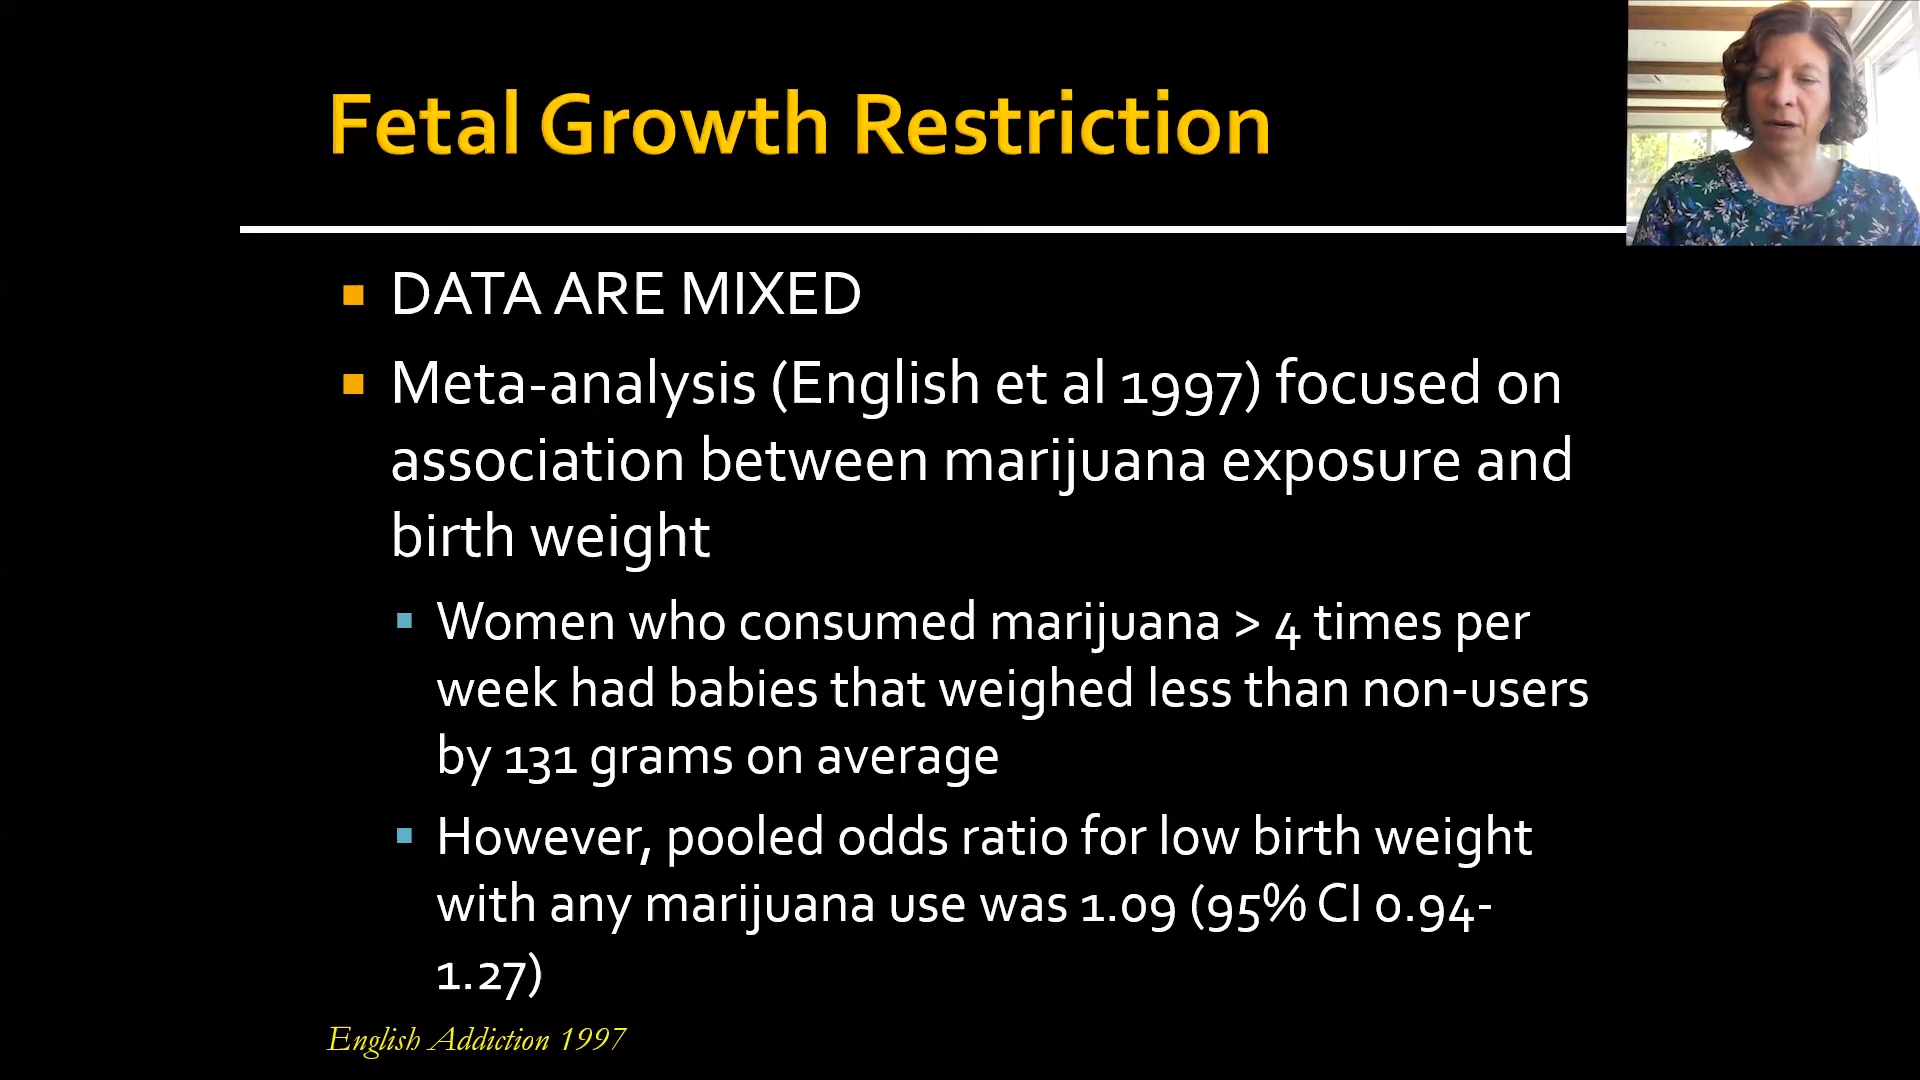 Fetal Growth Restriction
DATA ARE MIXED
Meta-analysis (English et al 1997) focused on
association between marijuana exposure and
birth weight
Women who consumed marijuana > 4 times per
week had babies that weighed less than non-users
by 131 grams on average
However, pooled odds ratio for low birth weight
with any marijuana use was 1.09 (95% CI 0.94-
1.27)
English Addiction 1997